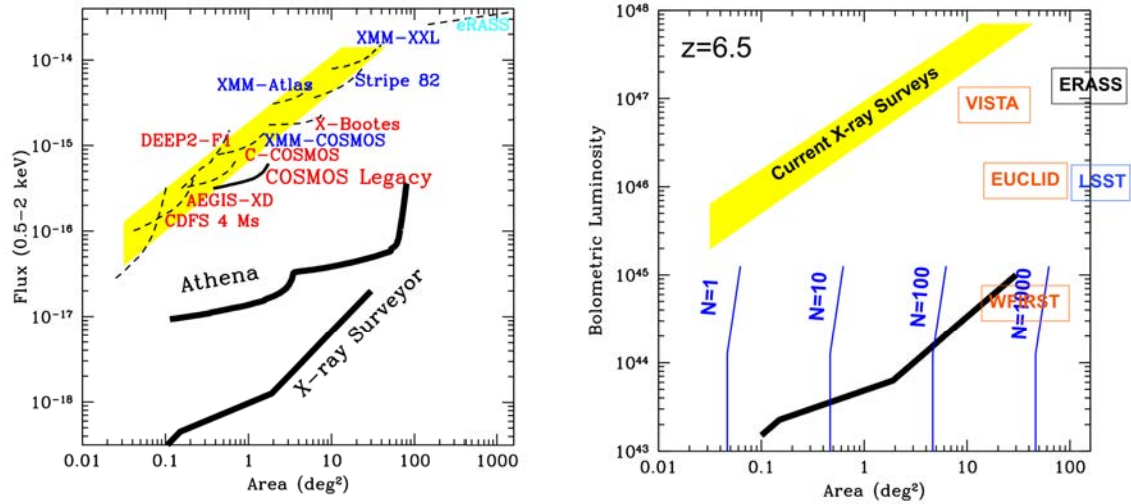 eRASS
XMM-XXL
10⁻¹⁴
XMM-Atlas
Stripe 82
10⁻¹⁵
DEEP2-F1
X-Bootes
XMM-COSMOS
C-COSMOS
COSMOS Legacy
AEGIS-XD
CDFS 4 Ms
10⁻¹⁶
Athena
10⁻¹⁷
X-ray Surveyor
10⁻¹⁸
Flux (0.5-2 keV)
0.01
0.1
1
10
100
1000
Area (deg²)
10⁴⁸
z=6.5
10⁴⁷
VISTA
ERASS
Current X-ray Surveys
10⁴⁶
EUCLID
LSST
10⁴⁵
N=1
N=10
N=100
N=1000
WFIRST
10⁴⁴
10⁴³
Bolometric Luminosity
0.01
0.1
1
10
100
Area (deg²)